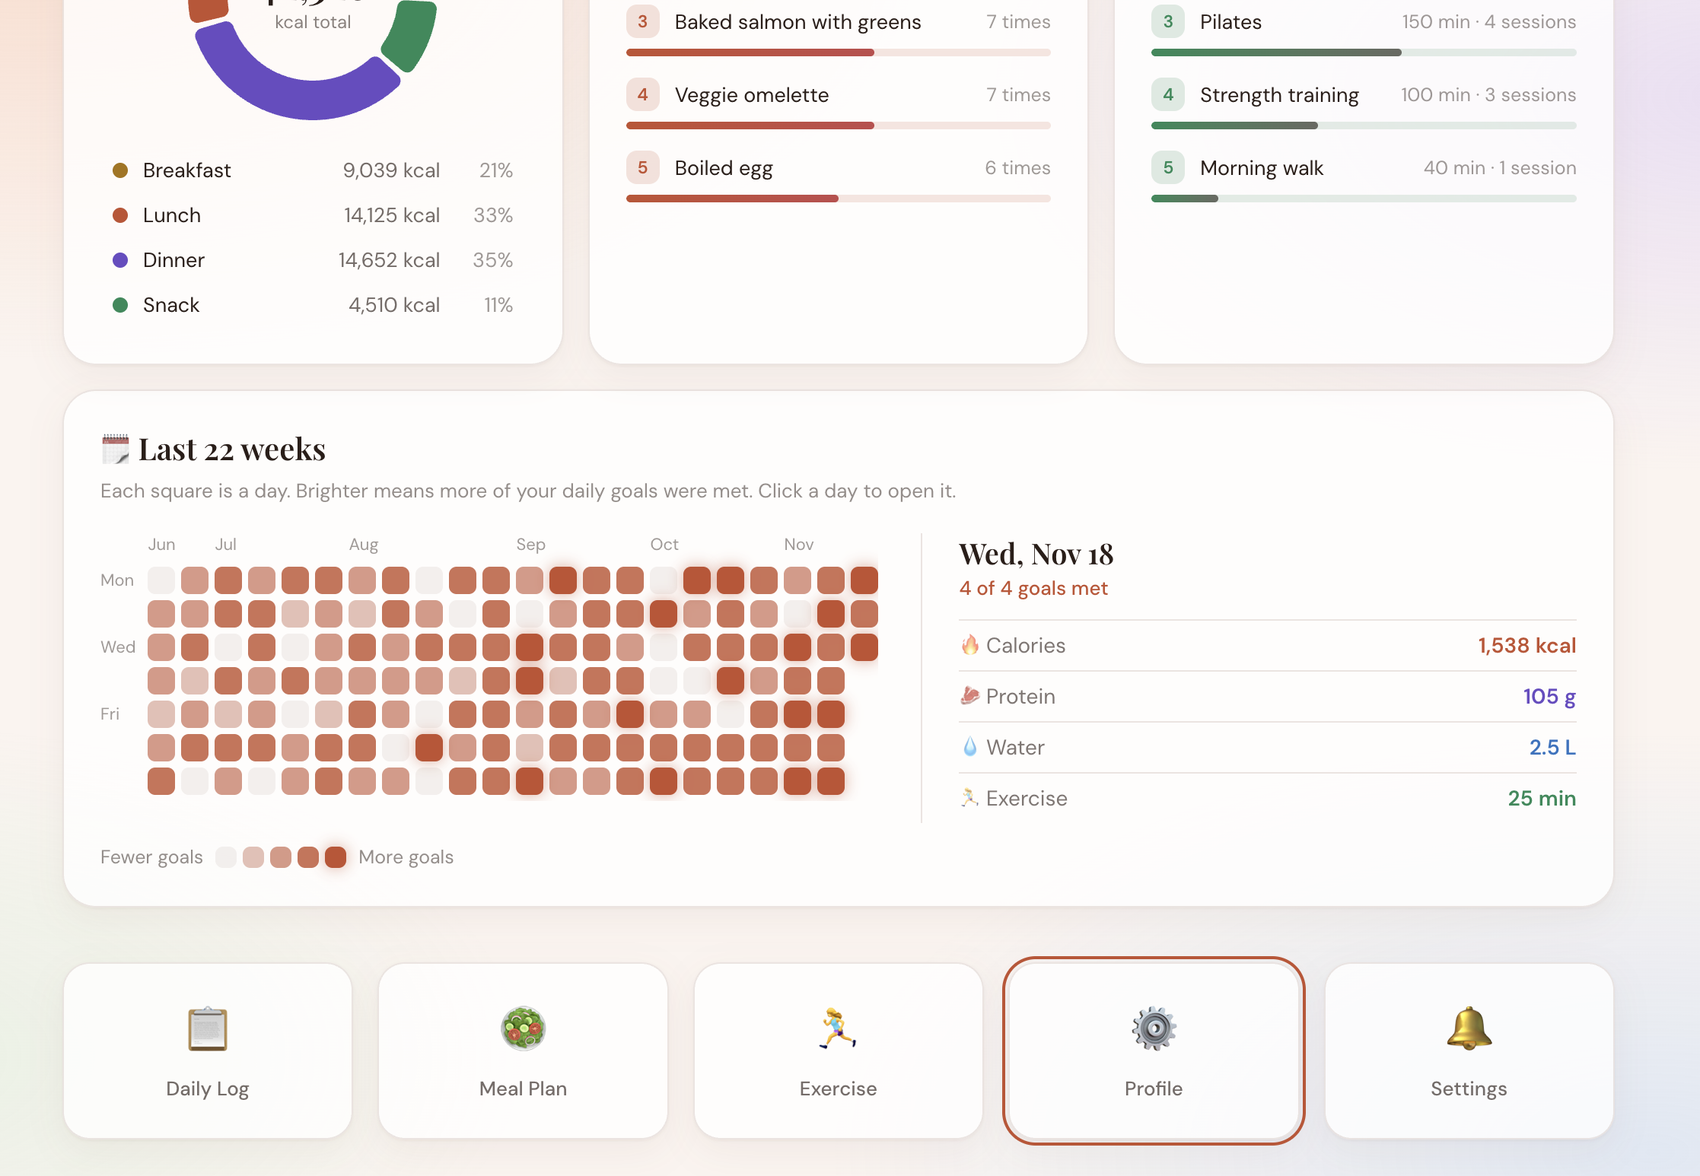 kcal total
Breakfast 9,039 kcal 21%
Lunch 14,125 kcal 33%
Dinner 14,652 kcal 35%
Snack 4,510 kcal 11%
3 Baked salmon with greens 7 times
4 Veggie omelette 7 times
5 Boiled egg 6 times
3 Pilates 150 min · 4 sessions
4 Strength training 100 min · 3 sessions
5 Morning walk 40 min · 1 session
Last 22 weeks
Each square is a day. Brighter means more of your daily goals were met. Click a day to open it.
Jun Jul Aug Sep Oct Nov
Mon
Wed
Fri
Fewer goals More goals
Wed, Nov 18
4 of 4 goals met
Calories 1,538 kcal
Protein 105 g
Water 2.5 L
Exercise 25 min
Daily Log
Meal Plan
Exercise
Profile
Settings